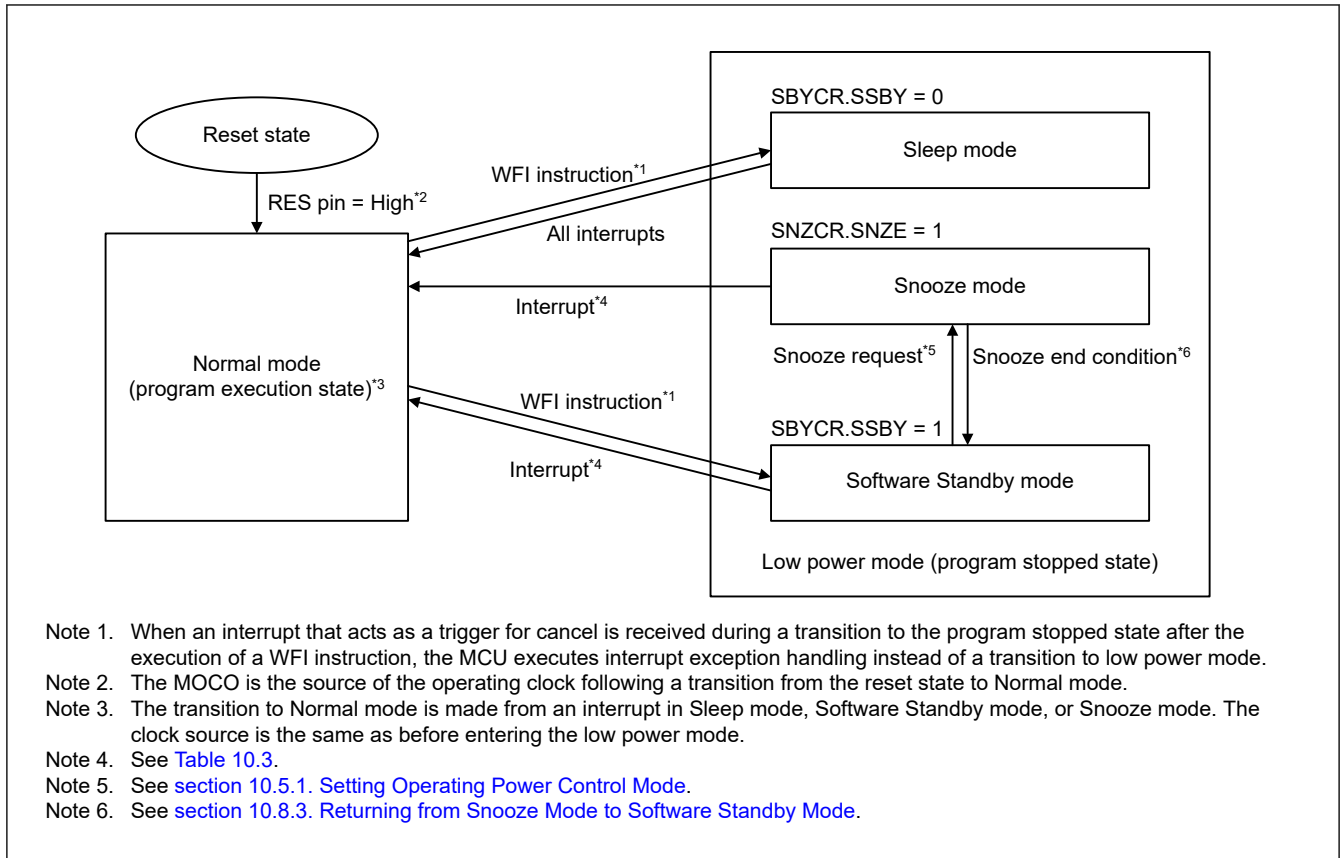 SBYCR.SSBY = 0
Reset state
Sleep mode
WFI instruction*1
RES pin = High*2
All interrupts
SNZCR.SNZE = 1
Snooze mode
Interrupt*4
Normal mode
(program execution state)*3
Snooze request*5
Snooze end condition*6
WFI instruction*1
SBYCR.SSBY = 1
Interrupt*4
Software Standby mode
Low power mode (program stopped state)
Note 1. When an interrupt that acts as a trigger for cancel is received during a transition to the program stopped state after the
execution of a WFI instruction, the MCU executes interrupt exception handling instead of a transition to low power mode.
Note 2. The MOCO is the source of the operating clock following a transition from the reset state to Normal mode.
Note 3. The transition to Normal mode is made from an interrupt in Sleep mode, Software Standby mode, or Snooze mode. The
clock source is the same as before entering the low power mode.
Note 4. See Table 10.3.
Note 5. See section 10.5.1. Setting Operating Power Control Mode.
Note 6. See section 10.8.3. Returning from Snooze Mode to Software Standby Mode.